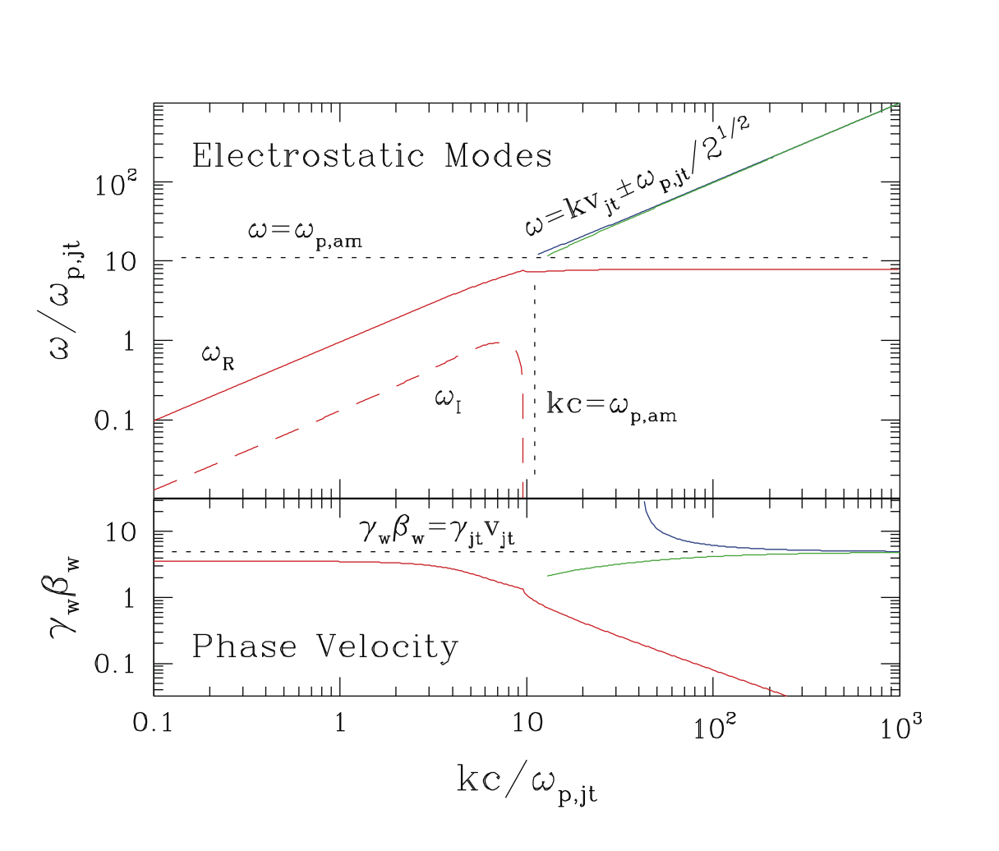 Electrostatic Modes
ω=kv_jt±ω_p,jt/2^1/2
ω=ω_p,am
ω_R
ω_I
kc=ω_p,am
10^2
10
1
0.1
ω/ω_p,jt
γ_wβ_w=γ_jtv_jt
Phase Velocity
10
1
0.1
γ_wβ_w
0.1 1 10 10^2 10^3
kc/ω_p,jt